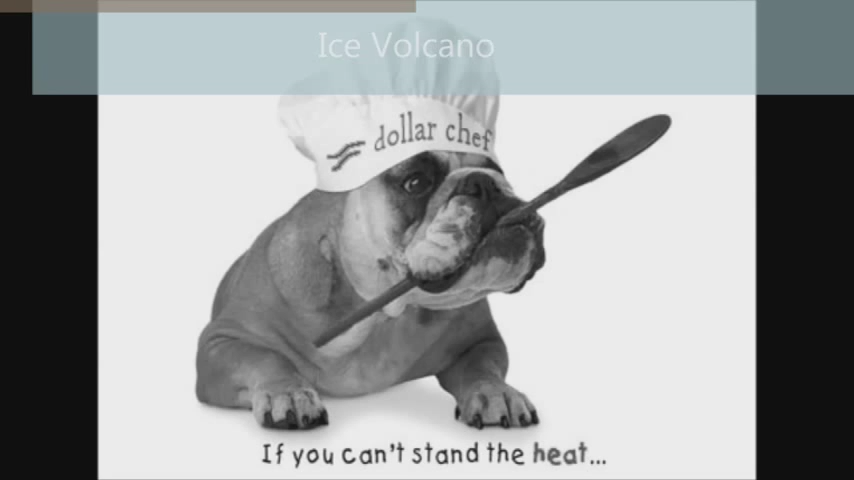 Ice Volcano
dollar chef
If you can't stand the heat...